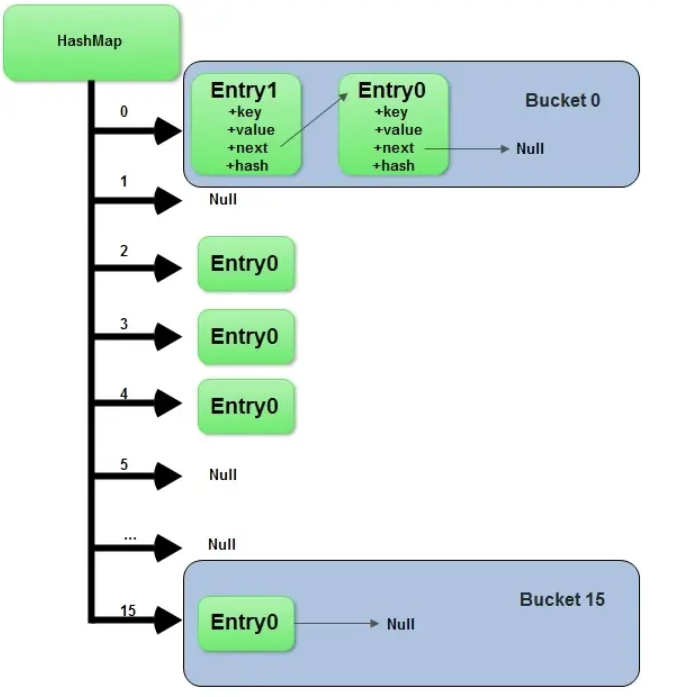 HashMap
0
Entry1
+key
+value
+next
+hash
Entry0
+key
+value
+next
+hash
Null
Bucket 0
1
Null
2
Entry0
3
Entry0
4
Entry0
5
Null
...
Null
15
Entry0
Null
Bucket 15